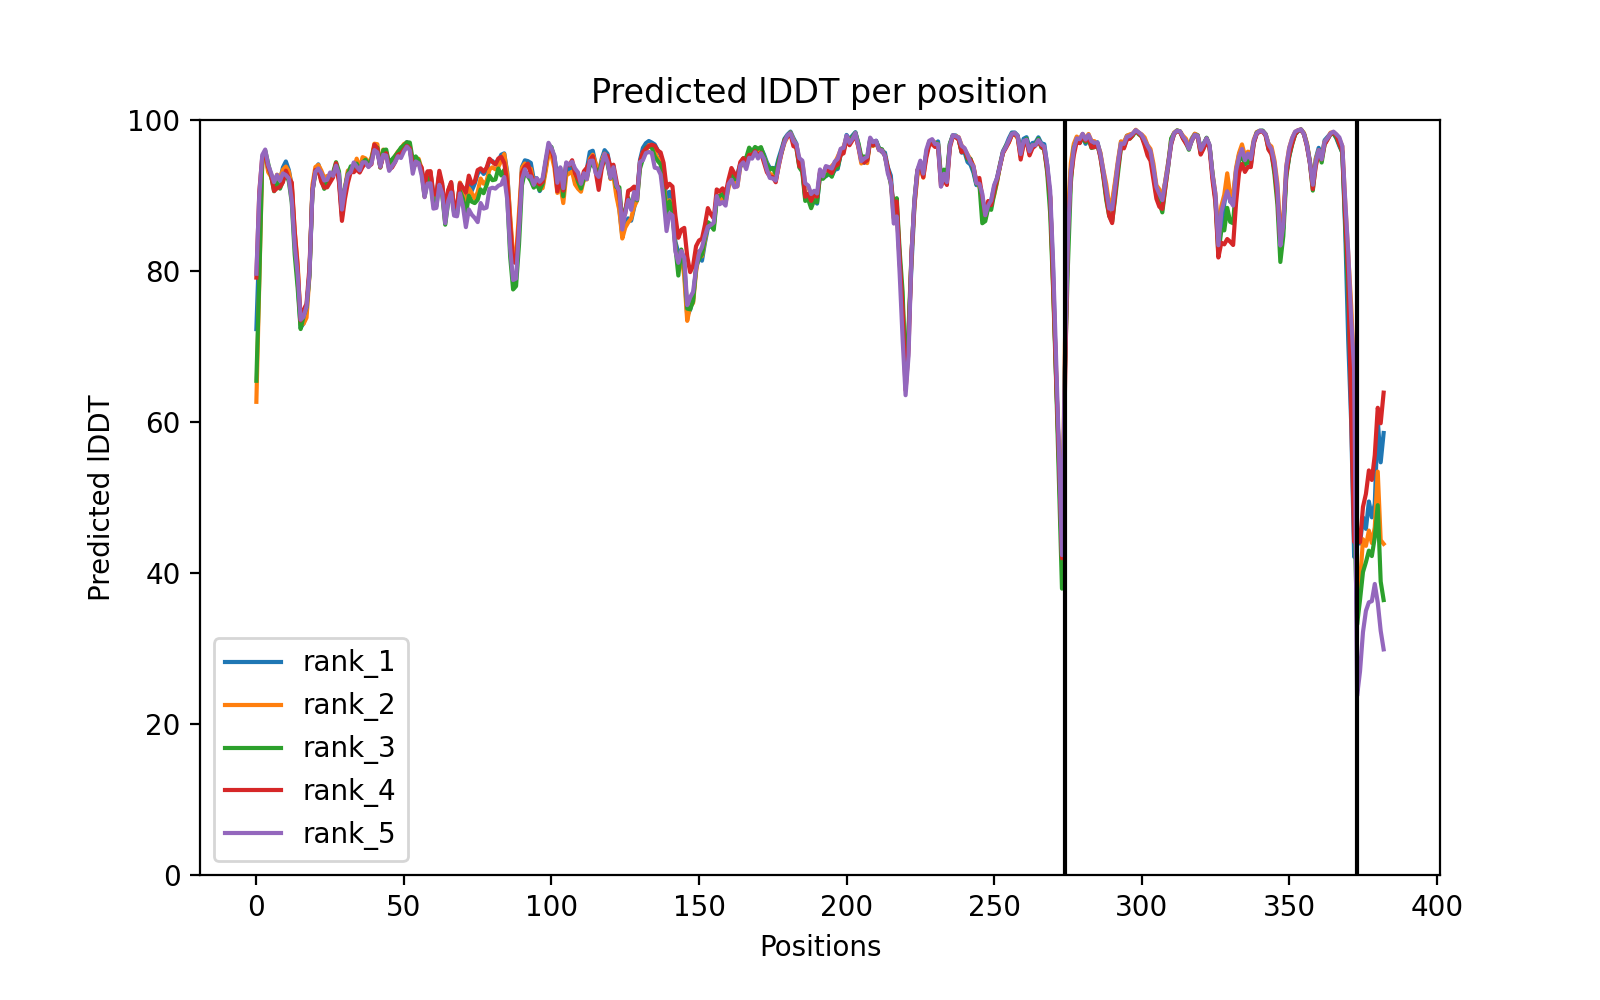 Predicted lDDT per position
100
80
60
40
20
0
Predicted lDDT
rank_1
rank_2
rank_3
rank_4
rank_5
0 50 100 150 200 250 300 350 400
Positions